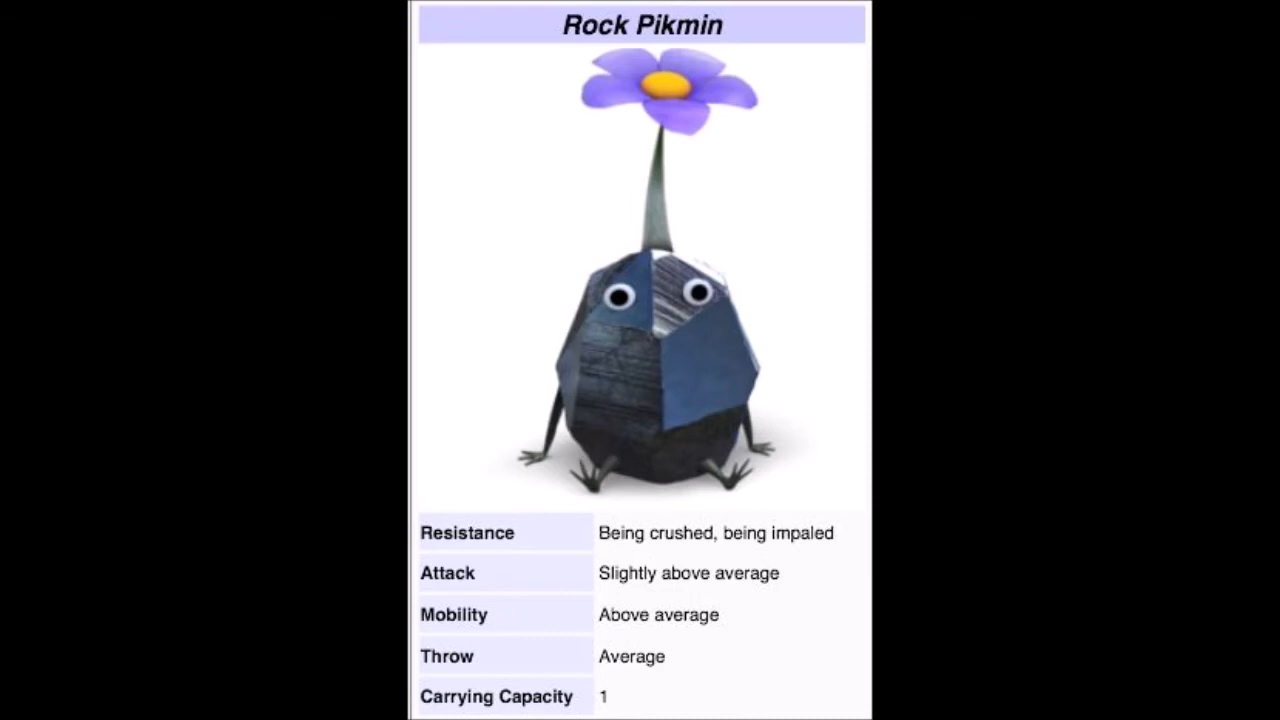 Rock Pikmin
Resistance Being crushed, being impaled
Attack Slightly above average
Mobility Above average
Throw Average
Carrying Capacity 1